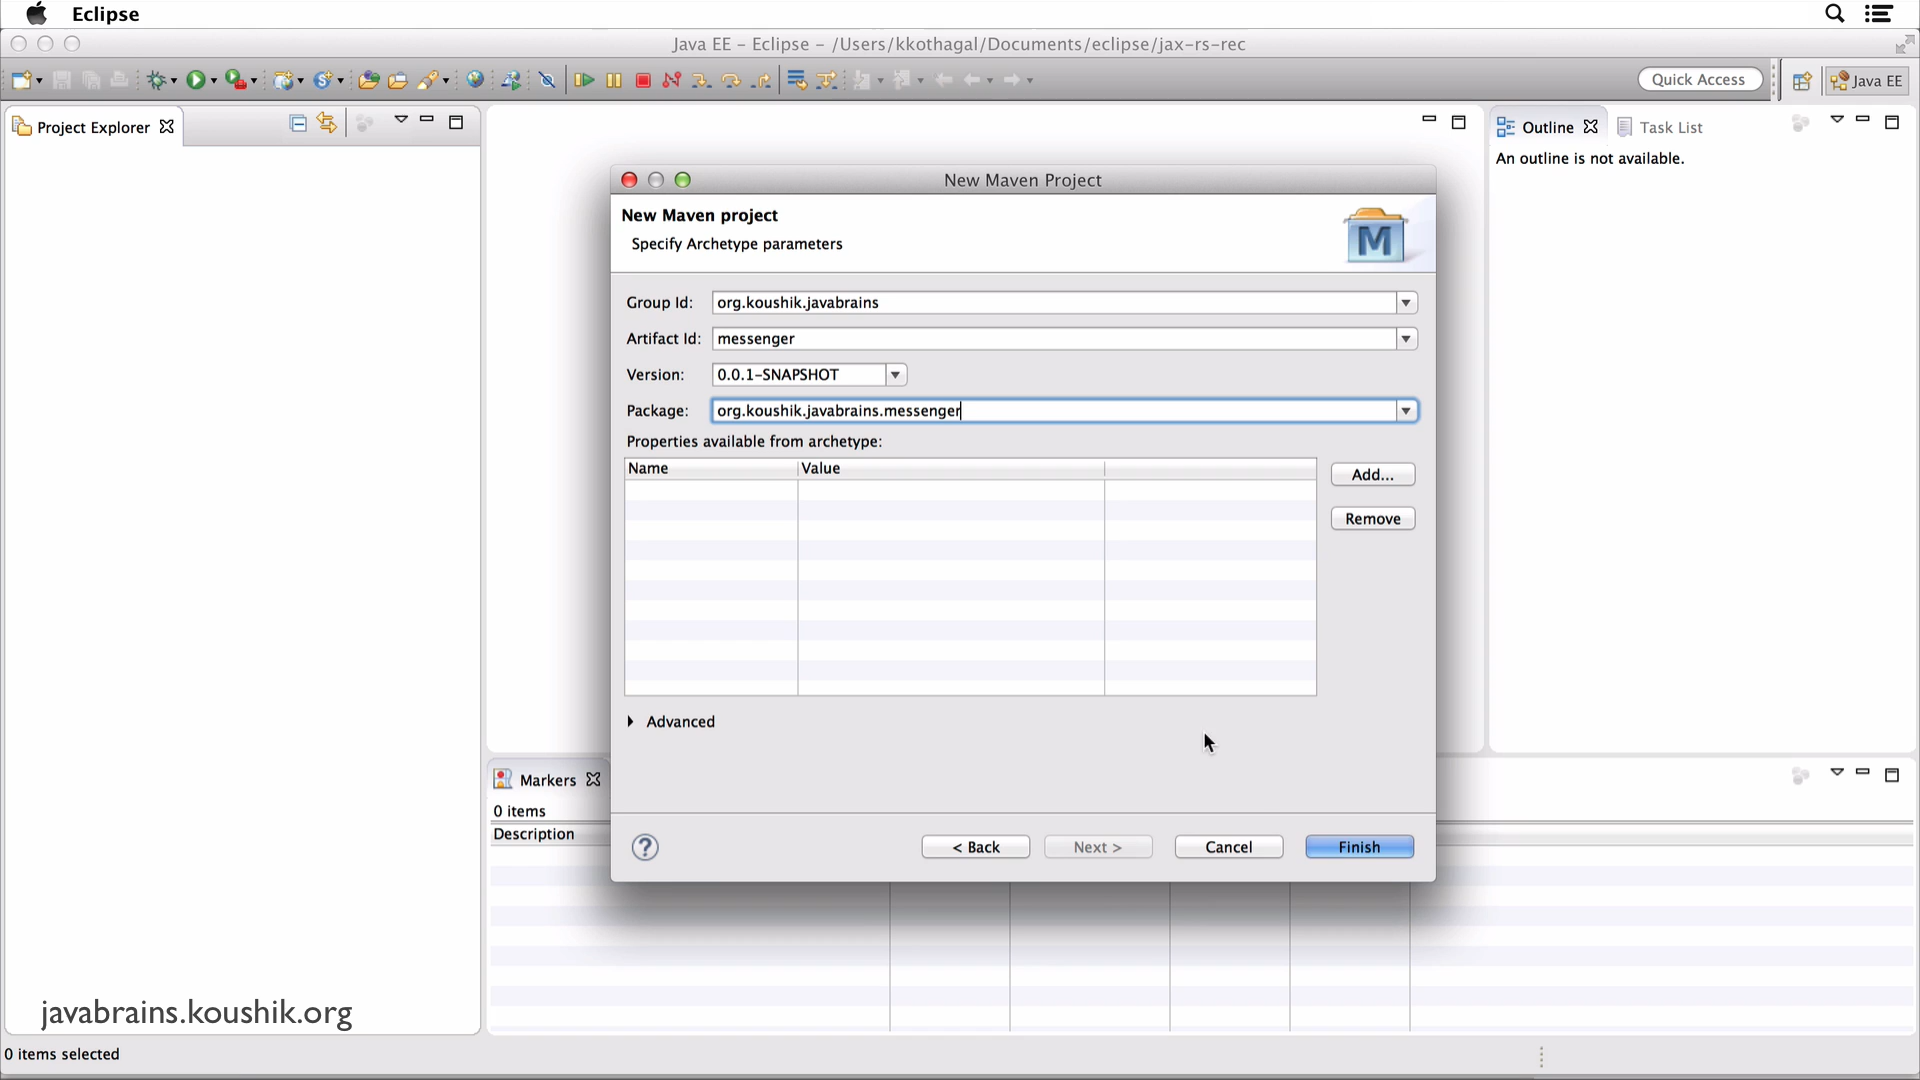 Eclipse
Java EE - Eclipse - /Users/kkothagal/Documents/eclipse/jax-rs-rec
Quick Access
Java EE
Project Explorer
Outline
Task List
An outline is not available.
New Maven Project
New Maven project
Specify Archetype parameters
M
Group Id: org.koushik.javabrains
Artifact Id: messenger
Version: 0.0.1-SNAPSHOT
Package: org.koushik.javabrains.messenger
Properties available from archetype:
Name Value
Add...
Remove
Advanced
Markers
0 items
Description
? < Back Next > Cancel Finish
javabrains.koushik.org
0 items selected